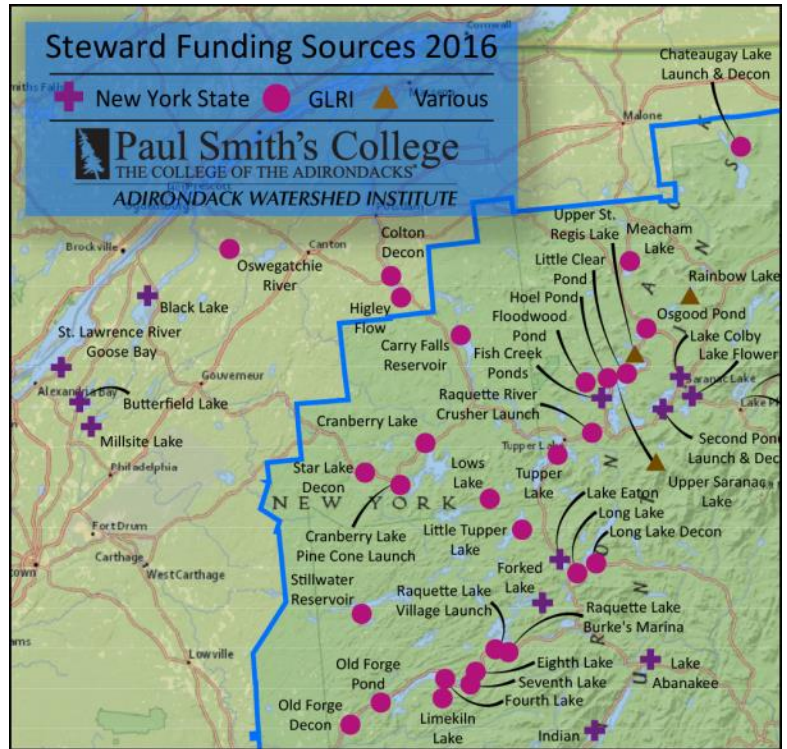 Steward Funding Sources 2016
New York State GLRI Various
Paul Smith's College
THE COLLEGE OF THE ADIRONDACKS
ADIRONDACK WATERSHED INSTITUTE
Cornwall
Chateaugay Lake
Launch & Decon
Malone
Brockville
Canton
Oswegatchie
River
Colton
Decon
Higley
Flow
Black Lake
St. Lawrence River
Goose Bay
Alexandria Bay
Butterfield Lake
Millsite Lake
Gouverneur
Philadelphia
Fort Drum
Carthage
West Carthage
Lowville
Upper St.
Regis Lake
Meacham
Lake
Little Clear
Pond
Rainbow Lake
Hoel Pond
Osgood Pond
Floodwood
Pond
Lake Colby
Lake Flower
Saranac Lake
Carry Falls
Reservoir
Fish Creek
Ponds
Raquette River
Crusher Launch
Second Pond
Launch & Dec
Upper Saranac
Lake
Cranberry Lake
Tupper Lake
Tupper
Lake
Star Lake
Decon
Lows
Lake
Lake Eaton
Long Lake
Long Lake Decon
NEW YORK
Cranberry Lake
Pine Cone Launch
Little Tupper
Lake
Forked
Lake
Stillwater
Reservoir
Raquette Lake
Village Launch
Raquette Lake
Burke's Marina
Eighth Lake
Seventh Lake
Fourth Lake
Lake
Abanakee
Old Forge
Pond
Old Forge
Decon
Limekiln
Lake
Indian